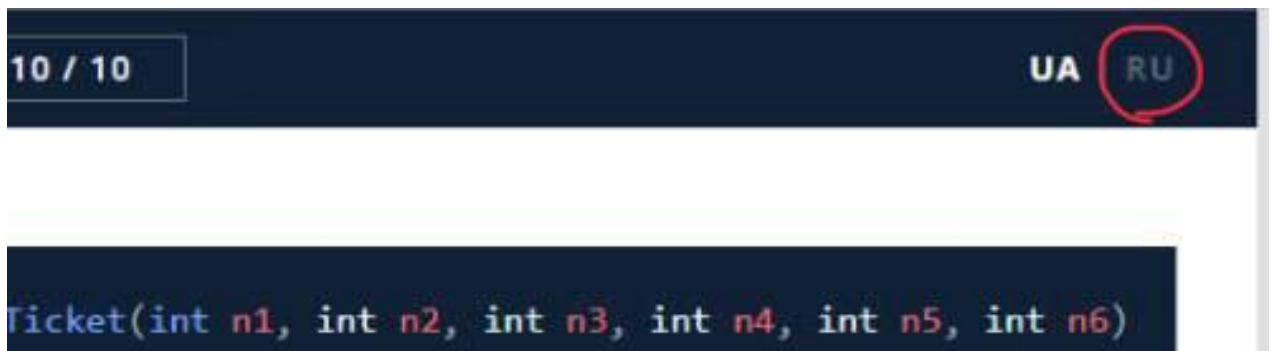 10 / 10 UA RU
Ticket(int n1, int n2, int n3, int n4, int n5, int n6)